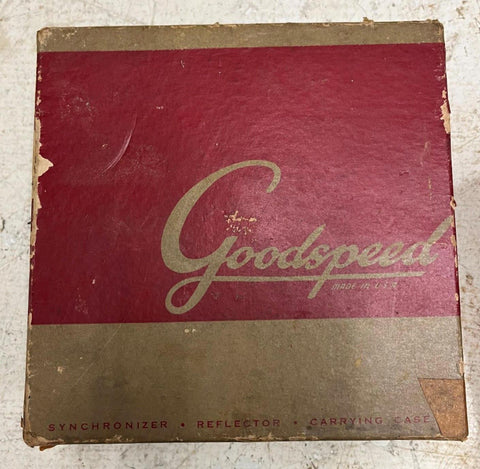 Goodspeed
MADE IN U.S.A.
SYNCHRONIZER • REFLECTOR • CARRYING CASE